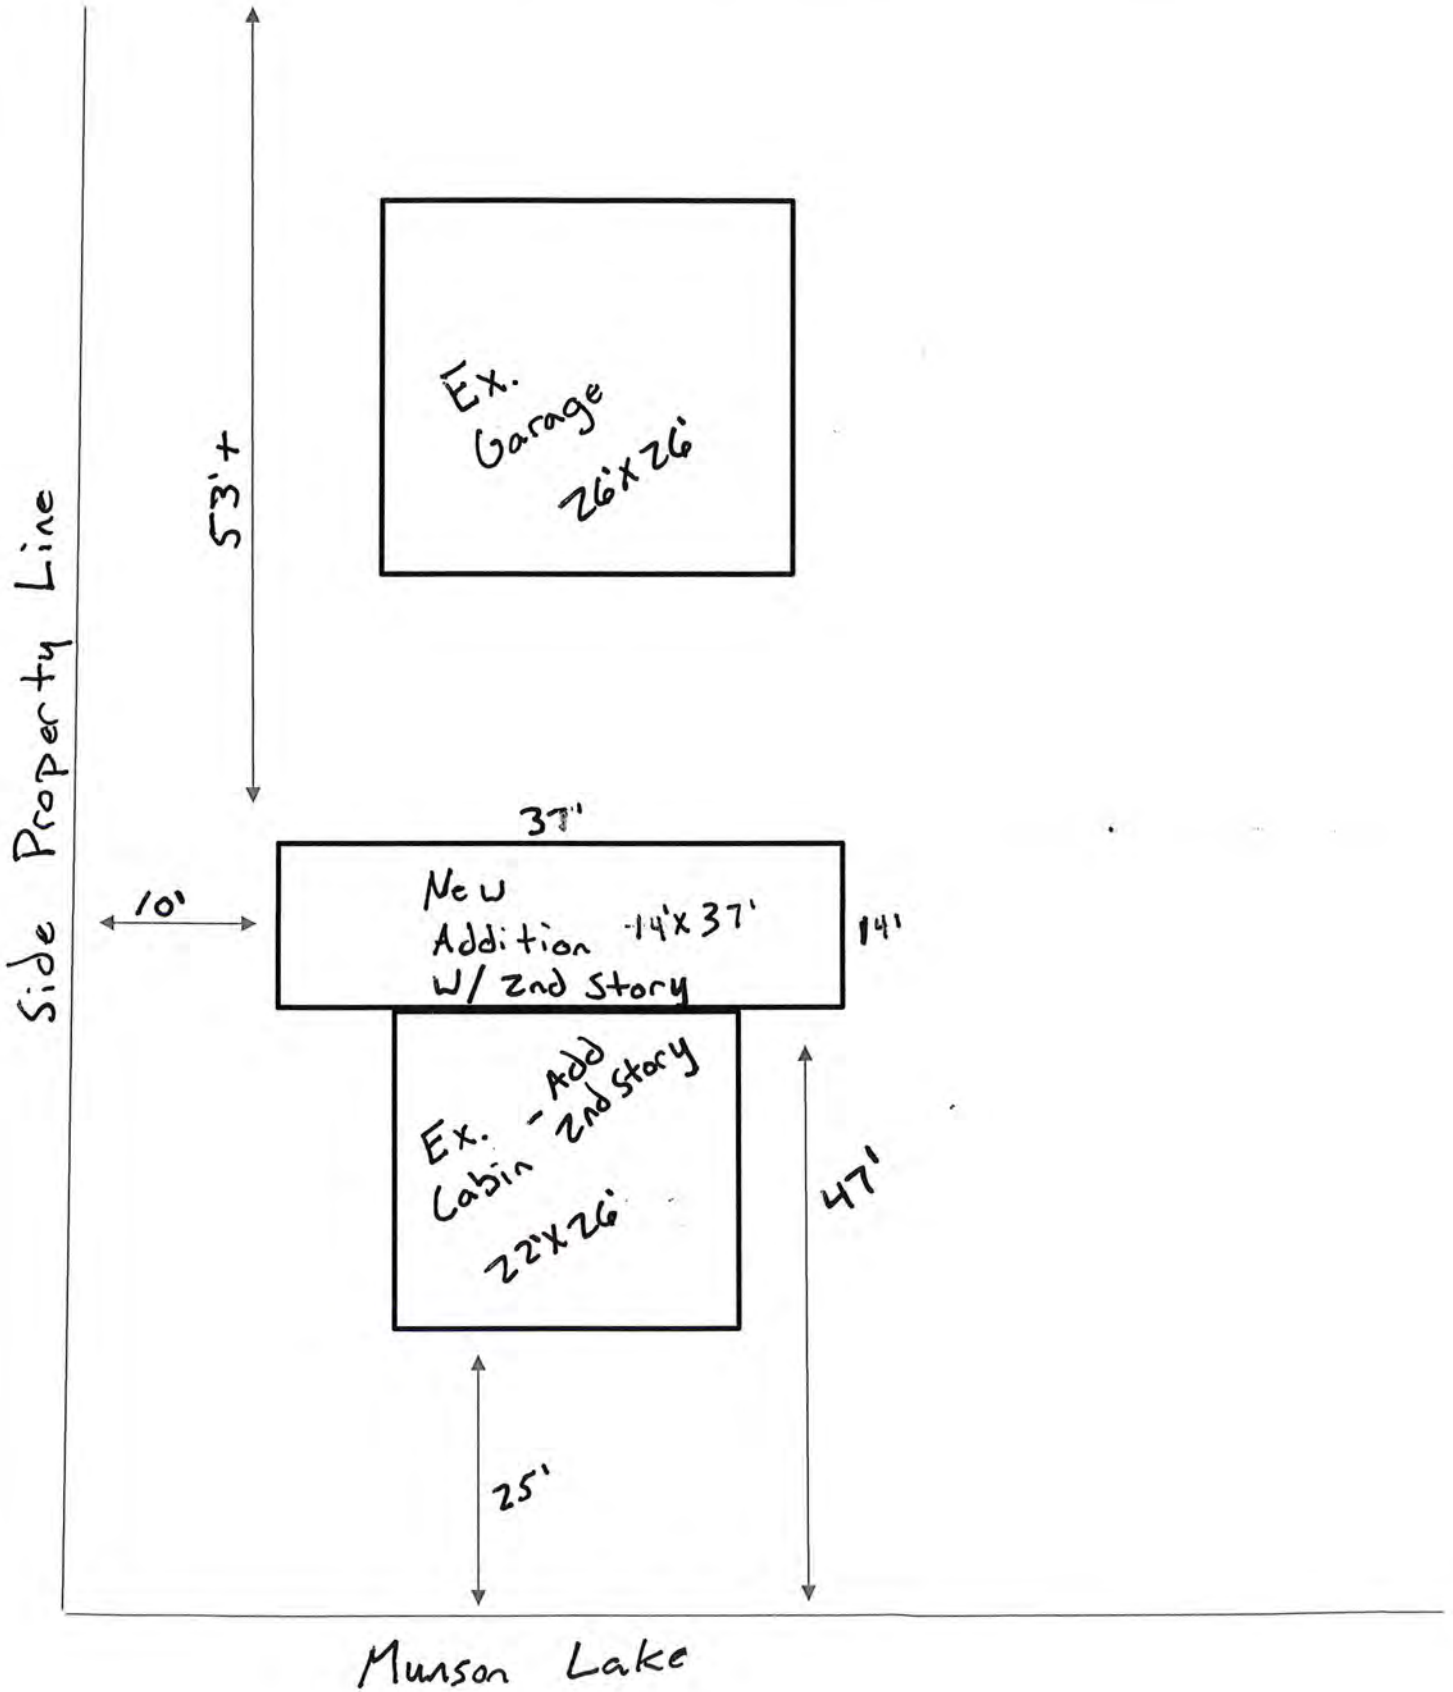 53'+
Side Property Line
Ex.
Garage
26'X26'
37'
10'
New
Addition -14'X37'
W/ 2nd Story
14'
Ex. - Add
2nd Story
Cabin
22'X26'
47'
25'
Munson Lake